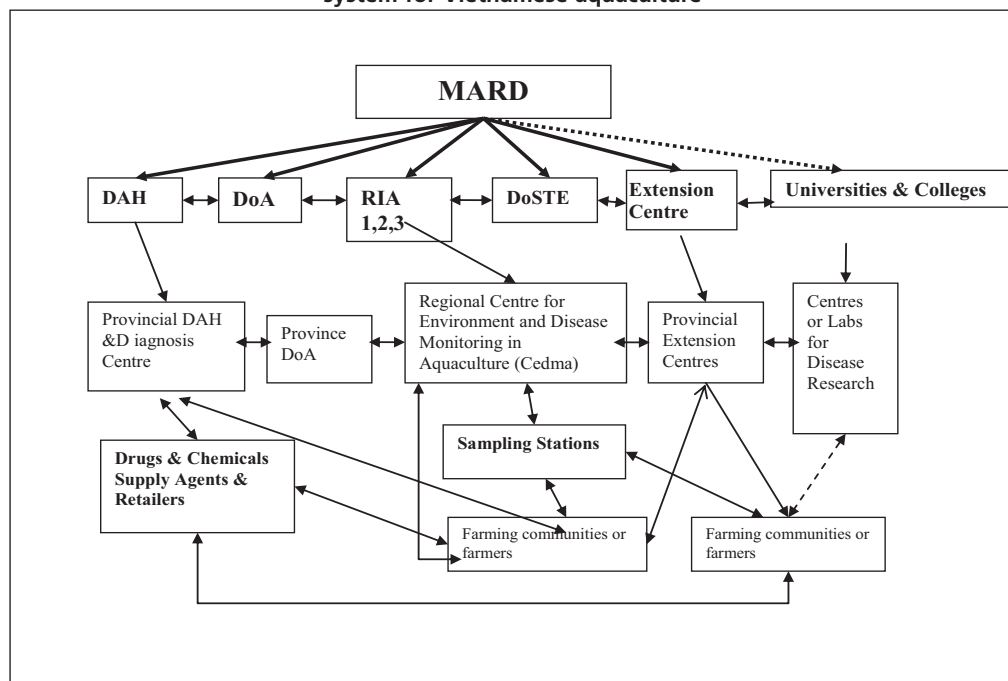 system for Vietnamese aquaculture
MARD
DAH
DoA
RIA
1,2,3
DoSTE
Extension
Centre
Universities & Colleges
Provincial DAH
&D iagnosis
Centre
Province
DoA
Regional Centre for
Environment and Disease
Monitoring in
Aquaculture (Cedma)
Provincial
Extension
Centres
Centres
or Labs
for
Disease
Research
Drugs & Chemicals
Supply Agents &
Retailers
Sampling Stations
Farming communities or
farmers
Farming communities or
farmers